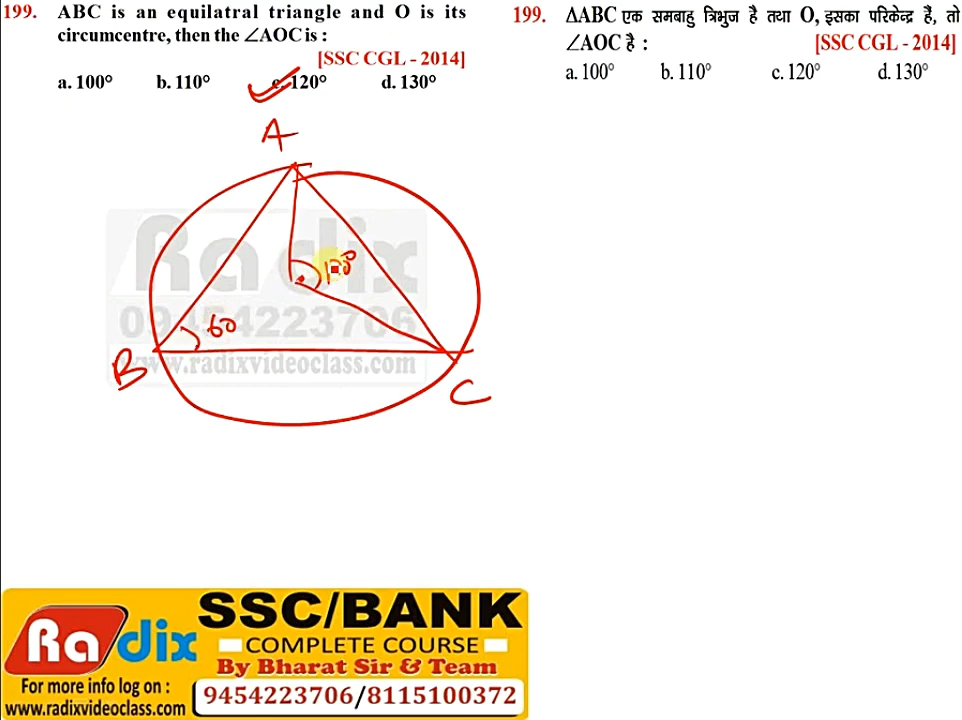 199. ABC is an equilatral triangle and O is its
circumcentre, then the ∠AOC is :
[SSC CGL - 2014]
a. 100° b. 110° c. 120° d. 130°
199. ΔABC एक समबाहु त्रिभुज है तथा O, इसका परिकेन्द्र हैं, तो
∠AOC है :
[SSC CGL - 2014]
a. 100° b. 110° c. 120° d. 130°
A
120°
60
B
C
Radix
09454223706
www.radixvideoclass.com
Radix
SSC/BANK
COMPLETE COURSE
By Bharat Sir & Team
For more info log on :
www.radixvideoclass.com
9454223706/8115100372